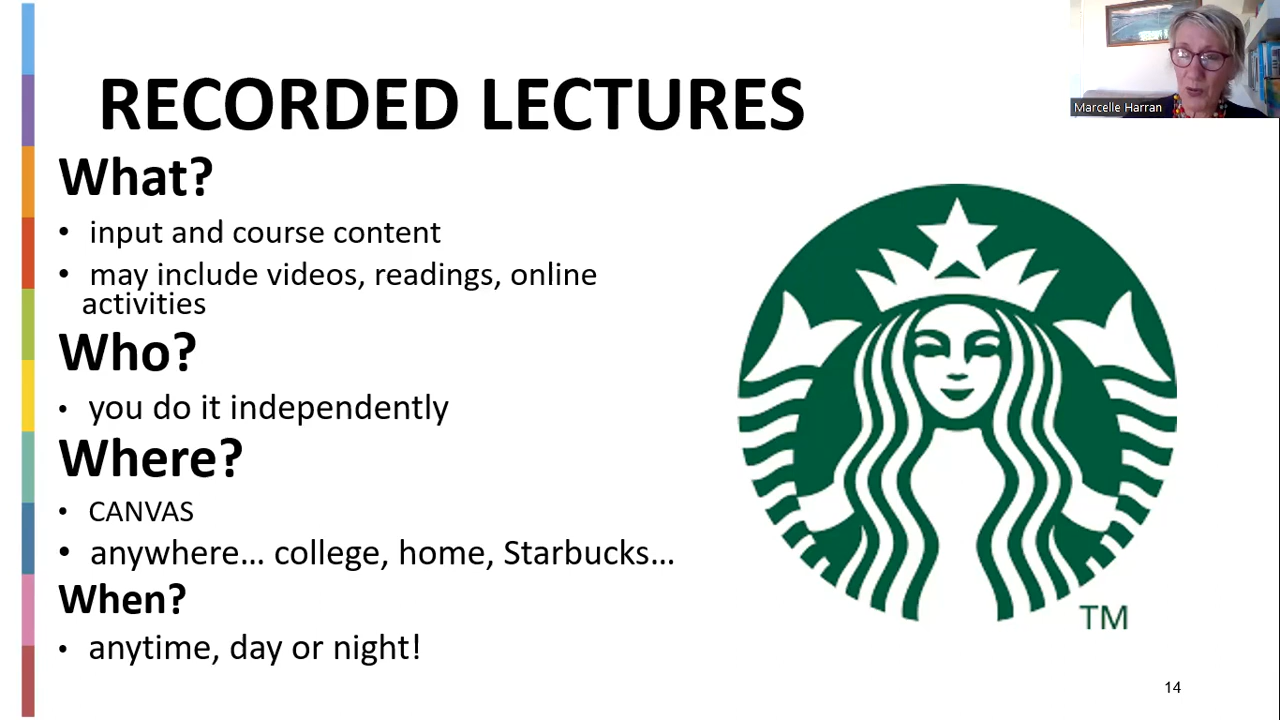 RECORDED LECTURES
Marcelle Harran
What?
• input and course content
• may include videos, readings, online
activities
Who?
• you do it independently
Where?
• CANVAS
• anywhere... college, home, Starbucks...
When?
• anytime, day or night!
TM
14